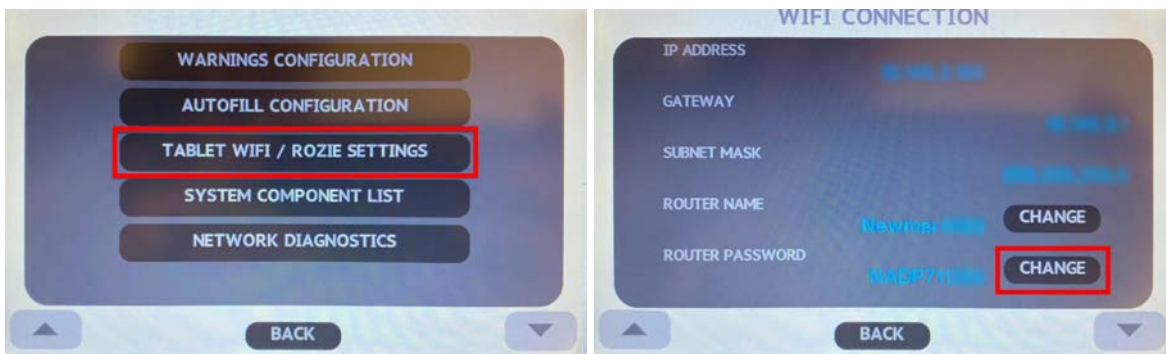 WARNINGS CONFIGURATION
AUTOFILL CONFIGURATION
TABLET WIFI / ROZIE SETTINGS
SYSTEM COMPONENT LIST
NETWORK DIAGNOSTICS
BACK
WIFI CONNECTION
IP ADDRESS
GATEWAY
SUBNET MASK
ROUTER NAME
CHANGE
ROUTER PASSWORD
CHANGE
BACK